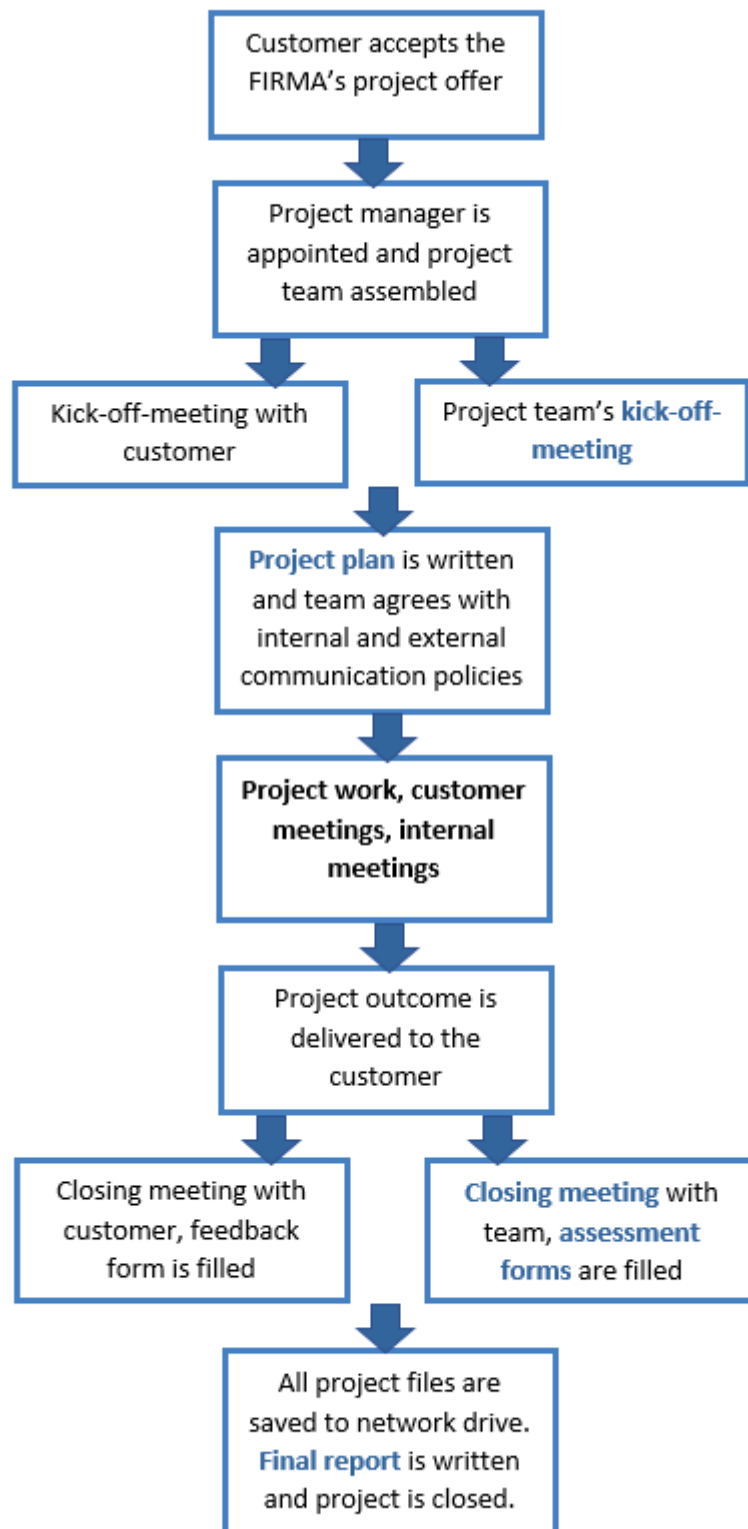 Customer accepts the
FIRMA’s project offer
Project manager is
appointed and project
team assembled
Kick-off-meeting with
customer
Project team’s kick-off-
meeting
Project plan is written
and team agrees with
internal and external
communication policies
Project work, customer
meetings, internal
meetings
Project outcome is
delivered to the
customer
Closing meeting with
customer, feedback
form is filled
Closing meeting with
team, assessment
forms are filled
All project files are
saved to network drive.
Final report is written
and project is closed.